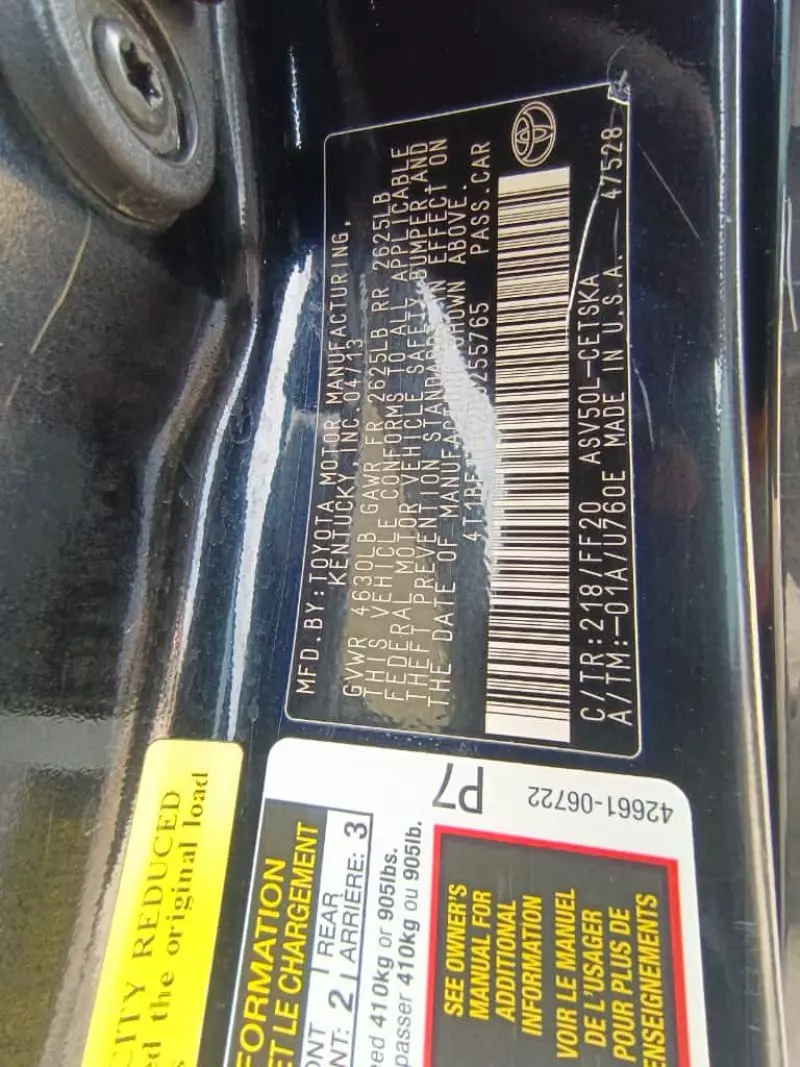 MFD.BY:TOYOTA MOTOR MANUFACTURING,
KENTUCKY, INC. 04/13
GVWR 4630LB GAWR FR 2625LB RR 2625LB
THIS VEHICLE CONFORMS TO ALL APPLICABLE
FEDERAL MOTOR VEHICLE SAFETY, BUMPER, AND
THEFT PREVENTION STANDARDS IN EFFECT ON
THE DATE OF MANUFACTURE SHOWN ABOVE.
PASS.CAR
C/TR:218/FF20 ASV50L-CETSKA
A/TM:-01A/U760E MADE IN U.S.A. 47528
P7
42661-06722
CITY REDUCED
the original load
ET LE CHARGEMENT
REAR
2 ARRIÈRE: 3
410kg or 905lbs.
passer 410kg ou 905lb.
SEE OWNER'S
MANUAL FOR
ADDITIONAL
INFORMATION
VOIR LE MANUEL
DE L'USAGER
POUR PLUS DE